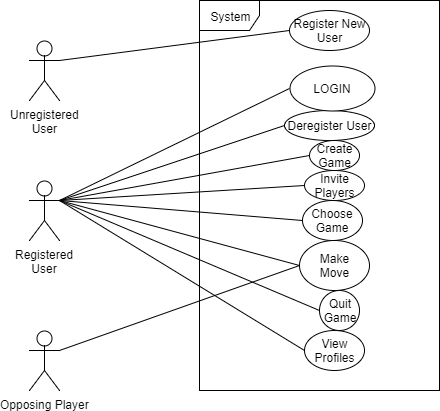 System
Register New
User
Unregistered
User
LOGIN
Deregister User
Create
Game
Invite
Players
Choose
Game
Registered
User
Make
Move
Quit
Game
View
Profiles
Opposing Player